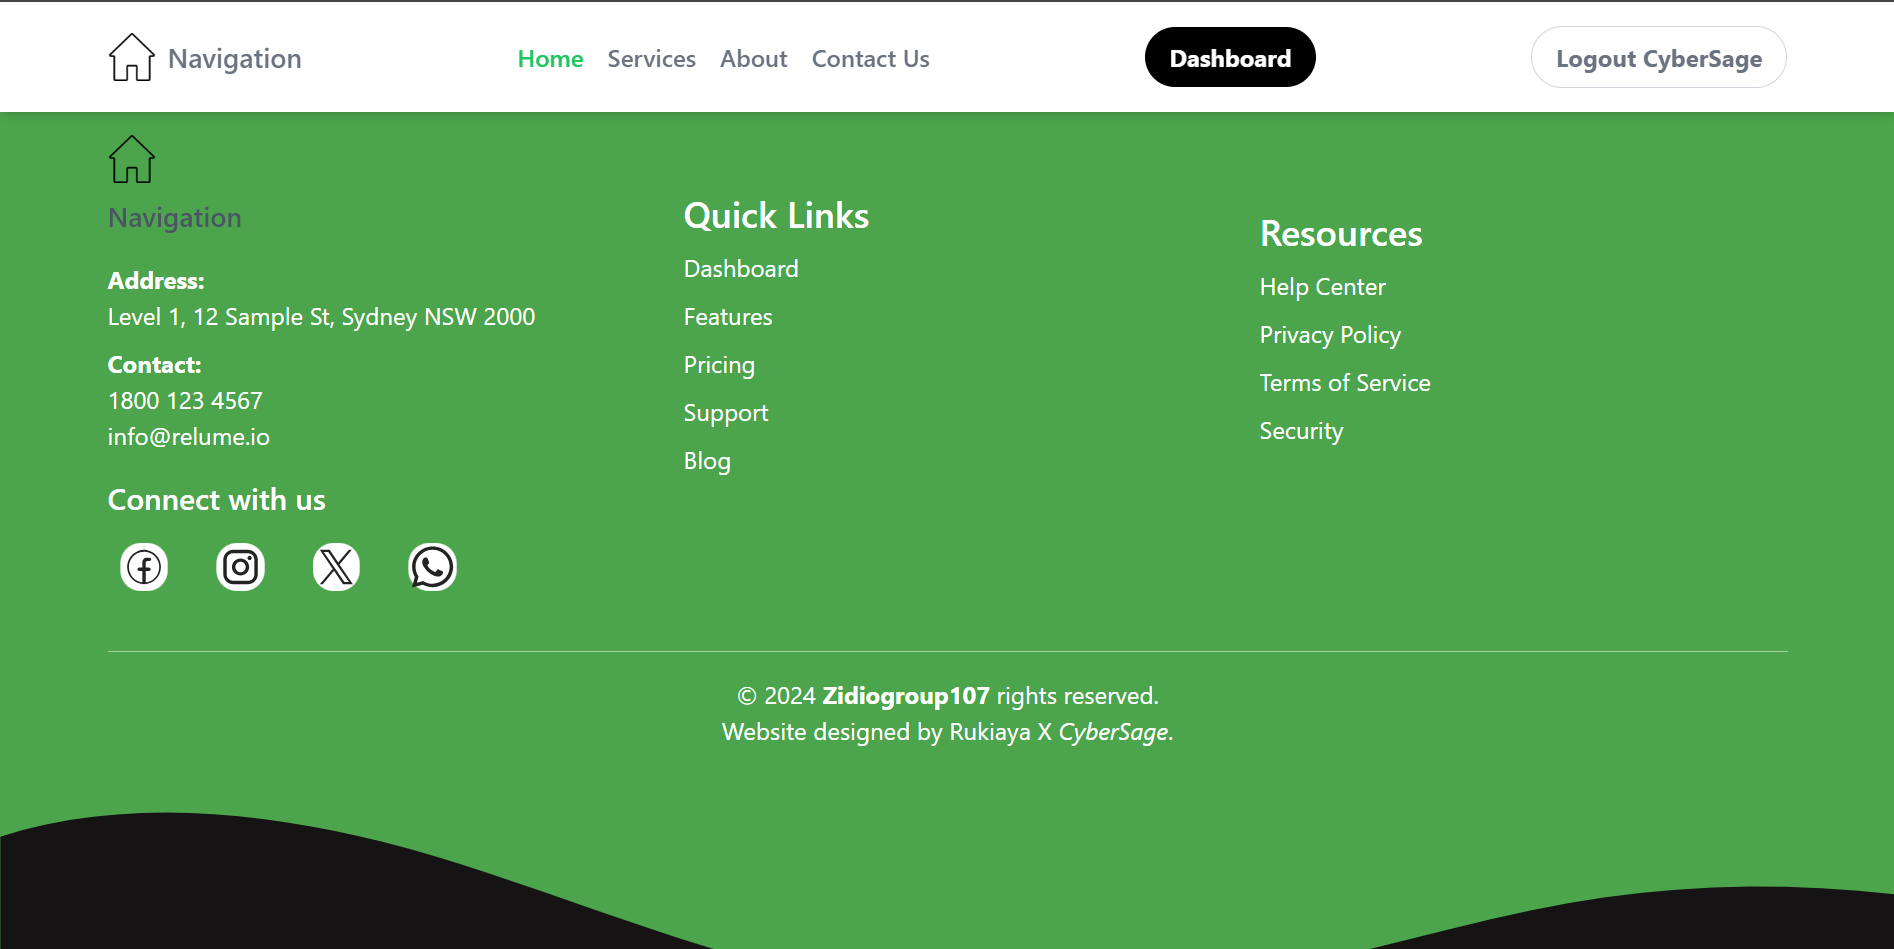 Navigation
Home
Services
About
Contact Us
Dashboard
Logout CyberSage
Navigation
Address:
Level 1, 12 Sample St, Sydney NSW 2000
Contact:
1800 123 4567
info@relume.io
Connect with us
Quick Links
Dashboard
Features
Pricing
Support
Blog
Resources
Help Center
Privacy Policy
Terms of Service
Security
© 2024 Zidiogroup107 rights reserved.
Website designed by Rukiaya X CyberSage.